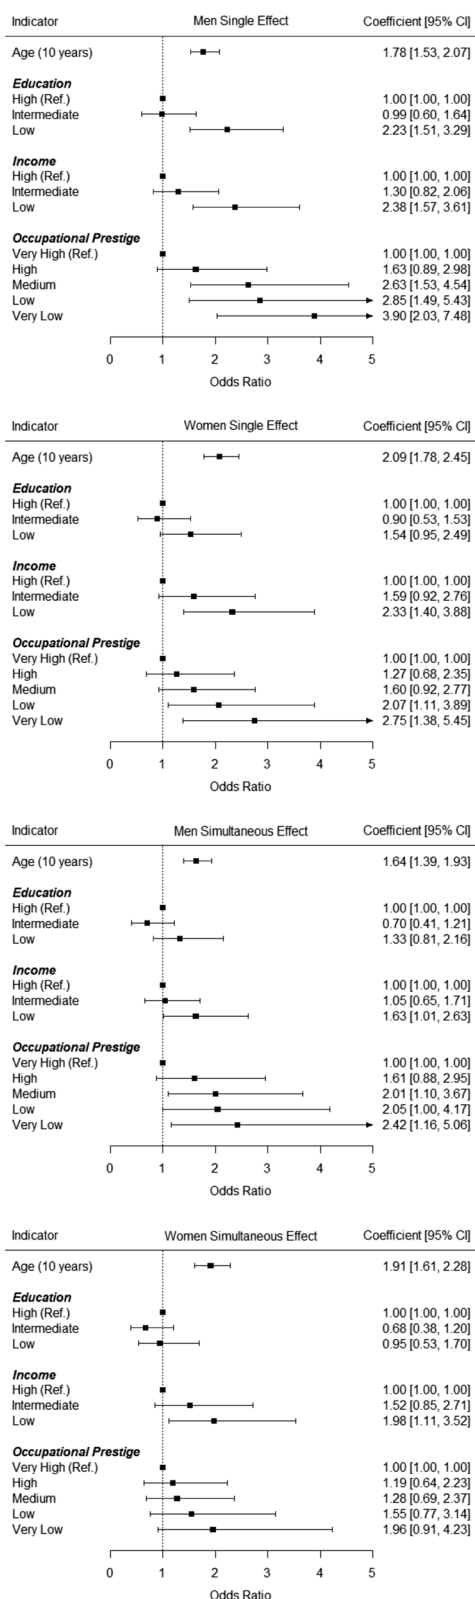 Indicator Men Single Effect Coefficient [95% CI]
Age (10 years) 1.78 [1.53, 2.07]
Education
High (Ref.) 1.00 [1.00, 1.00]
Intermediate 0.99 [0.60, 1.64]
Low 2.23 [1.51, 3.29]
Income
High (Ref.) 1.00 [1.00, 1.00]
Intermediate 1.30 [0.82, 2.06]
Low 2.38 [1.57, 3.61]
Occupational Prestige
Very High (Ref.) 1.00 [1.00, 1.00]
High 1.63 [0.89, 2.98]
Medium 2.63 [1.53, 4.54]
Low 2.85 [1.49, 5.43]
Very Low 3.90 [2.03, 7.48]
0 1 2 3 4 5
Odds Ratio
Indicator Women Single Effect Coefficient [95% CI]
Age (10 years) 2.09 [1.78, 2.45]
Education
High (Ref.) 1.00 [1.00, 1.00]
Intermediate 0.90 [0.53, 1.53]
Low 1.54 [0.95, 2.49]
Income
High (Ref.) 1.00 [1.00, 1.00]
Intermediate 1.59 [0.92, 2.76]
Low 2.33 [1.40, 3.88]
Occupational Prestige
Very High (Ref.) 1.00 [1.00, 1.00]
High 1.27 [0.68, 2.35]
Medium 1.60 [0.92, 2.77]
Low 2.07 [1.11, 3.89]
Very Low 2.75 [1.38, 5.45]
0 1 2 3 4 5
Odds Ratio
Indicator Men Simultaneous Effect Coefficient [95% CI]
Age (10 years) 1.64 [1.39, 1.93]
Education
High (Ref.) 1.00 [1.00, 1.00]
Intermediate 0.70 [0.41, 1.21]
Low 1.33 [0.81, 2.16]
Income
High (Ref.) 1.00 [1.00, 1.00]
Intermediate 1.05 [0.65, 1.71]
Low 1.63 [1.01, 2.63]
Occupational Prestige
Very High (Ref.) 1.00 [1.00, 1.00]
High 1.61 [0.88, 2.95]
Medium 2.01 [1.10, 3.67]
Low 2.05 [1.00, 4.17]
Very Low 2.42 [1.16, 5.06]
0 1 2 3 4 5
Odds Ratio
Indicator Women Simultaneous Effect Coefficient [95% CI]
Age (10 years) 1.91 [1.61, 2.28]
Education
High (Ref.) 1.00 [1.00, 1.00]
Intermediate 0.68 [0.38, 1.20]
Low 0.95 [0.53, 1.70]
Income
High (Ref.) 1.00 [1.00, 1.00]
Intermediate 1.52 [0.85, 2.71]
Low 1.98 [1.11, 3.52]
Occupational Prestige
Very High (Ref.) 1.00 [1.00, 1.00]
High 1.19 [0.64, 2.23]
Medium 1.28 [0.69, 2.37]
Low 1.55 [0.77, 3.14]
Very Low 1.96 [0.91, 4.23]
0 1 2 3 4 5
Odds Ratio